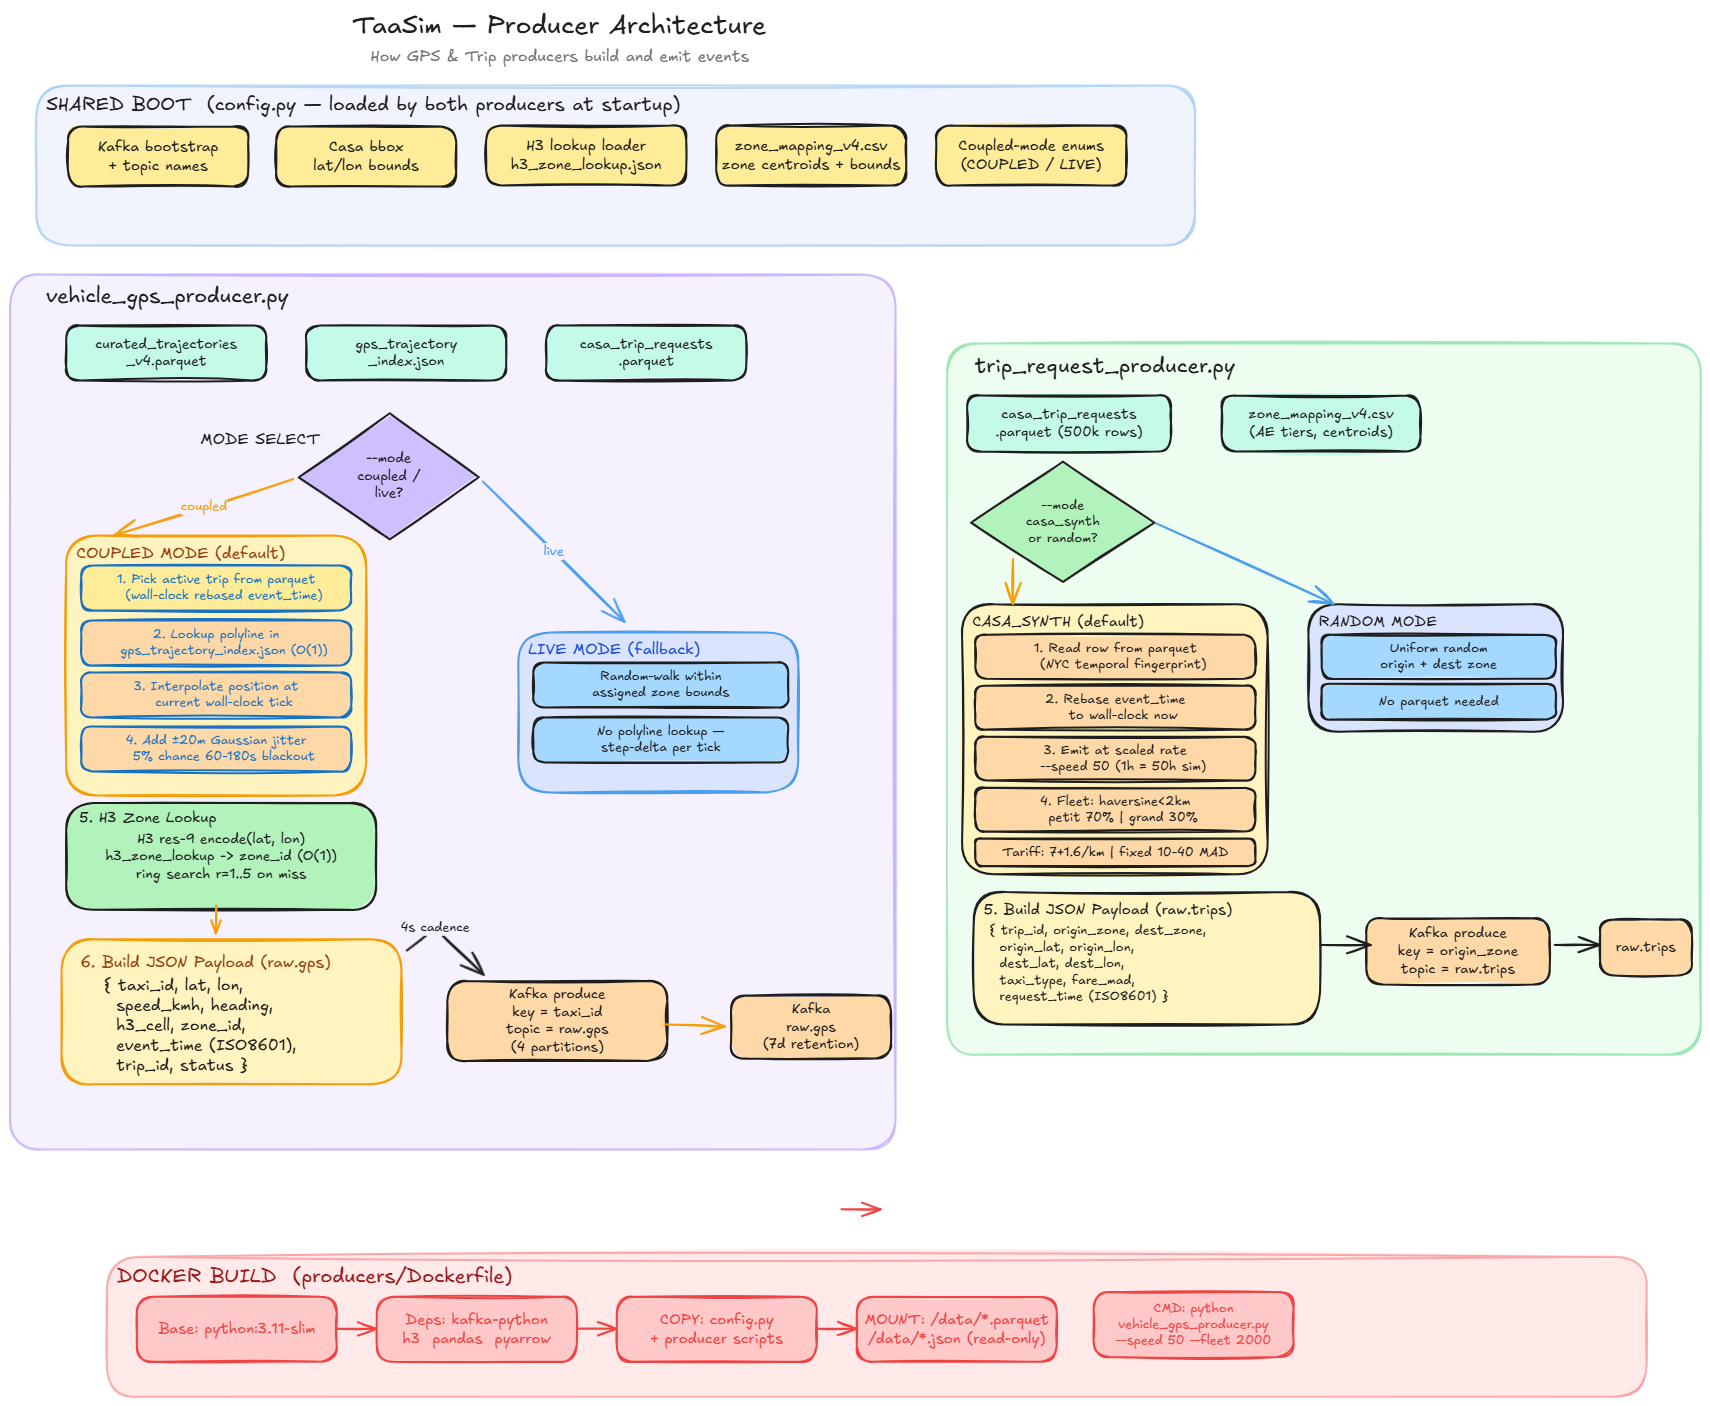 TaaSim — Producer Architecture
How GPS & Trip producers build and emit events
SHARED BOOT  (config.py — loaded by both producers at startup)
Kafka bootstrap
+ topic names
Casa bbox
lat/lon bounds
H3 lookup loader
h3_zone_lookup.json
zone_mapping_v4.csv
zone centroids + bounds
Coupled-mode enums
(COUPLED / LIVE)
vehicle_gps_producer.py
curated_trajectories
_v4.parquet
gps_trajectory
_index.json
casa_trip_requests
.parquet
MODE SELECT
--mode
coupled /
live?
coupled
live
COUPLED MODE (default)
1. Pick active trip from parquet
(wall-clock rebased event_time)
2. Lookup polyline in
gps_trajectory_index.json (O(1))
3. Interpolate position at
current wall-clock tick
4. Add ±20m Gaussian jitter
5% chance 60-180s blackout
LIVE MODE (fallback)
Random-walk within
assigned zone bounds
No polyline lookup —
step-delta per tick
5. H3 Zone Lookup
H3 res-9 encode(lat, lon)
h3_zone_lookup -> zone_id (O(1))
ring search r=1..5 on miss
6. Build JSON Payload (raw.gps)
{ taxi_id, lat, lon,
speed_kmh, heading,
h3_cell, zone_id,
event_time (ISO8601),
trip_id, status }
4s cadence
Kafka produce
key = taxi_id
topic = raw.gps
(4 partitions)
Kafka
raw.gps
(7d retention)
trip_request_producer.py
casa_trip_requests
.parquet (500k rows)
zone_mapping_v4.csv
(AE tiers, centroids)
--mode
casa_synth
or random?
CASA_SYNTH (default)
1. Read row from parquet
(NYC temporal fingerprint)
2. Rebase event_time
to wall-clock now
3. Emit at scaled rate
--speed 50 (1h = 50h sim)
4. Fleet: haversine<2km
petit 70% | grand 30%
Tariff: 7+1.6/km | fixed 10-40 MAD
RANDOM MODE
Uniform random
origin + dest zone
No parquet needed
5. Build JSON Payload (raw.trips)
{ trip_id, origin_zone, dest_zone,
origin_lat, origin_lon,
dest_lat, dest_lon,
taxi_type, fare_mad,
request_time (ISO8601) }
Kafka produce
key = origin_zone
topic = raw.trips
raw.trips
DOCKER BUILD  (producers/Dockerfile)
Base: python:3.11-slim
Deps: kafka-python
h3  pandas  pyarrow
COPY: config.py
+ producer scripts
MOUNT: /data/*.parquet
/data/*.json (read-only)
CMD: python
vehicle_gps_producer.py
--speed 50 --fleet 2000